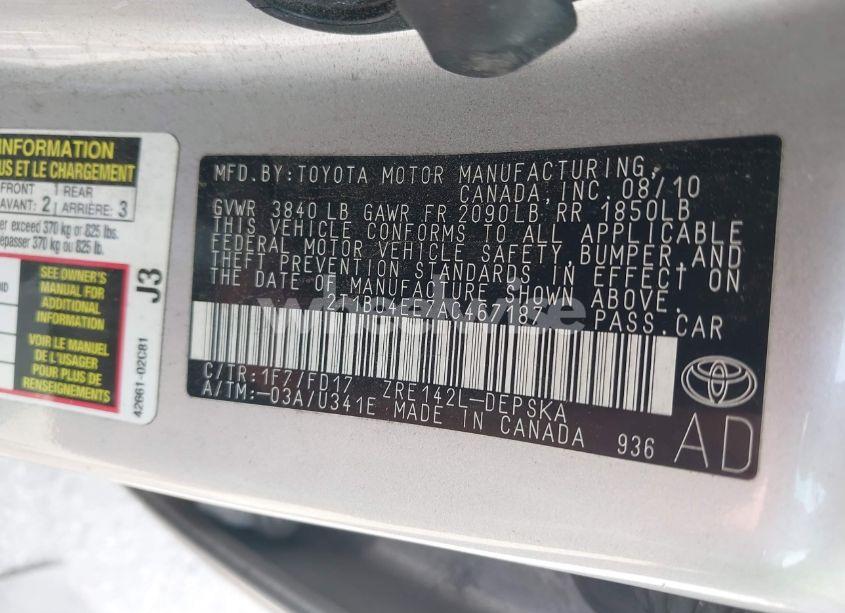 INFORMATION
US ET LE CHARGEMENT
FRONT 1 REAR
AVANT: 2 ARRIÈRE: 3
er exceed 370 kg or 825 lbs.
epasser 370 kg ou 825 lb.
SEE OWNER'S
MANUAL FOR
ADDITIONAL
INFORMATION
VOIR LE MANUEL
DE L'USAGER
POUR PLUS DE
RENSEIGNEMENTS
J3
42661-02C81
MFD. BY: TOYOTA MOTOR MANUFACTURING,
CANADA, INC. 08/10
GVWR 3840 LB GAWR FR 2090LB RR 1850LB
THIS VEHICLE CONFORMS TO ALL APPLICABLE
FEDERAL MOTOR VEHICLE SAFETY, BUMPER, AND
THEFT PREVENTION STANDARDS IN EFFECT ON
THE DATE OF MANUFACTURE SHOWN ABOVE.
PASS.CAR
C/TR: 1F7/FD17 ZRE142L-DEPSKA
A/TM:-03A/U341E MADE IN CANADA 936
AD